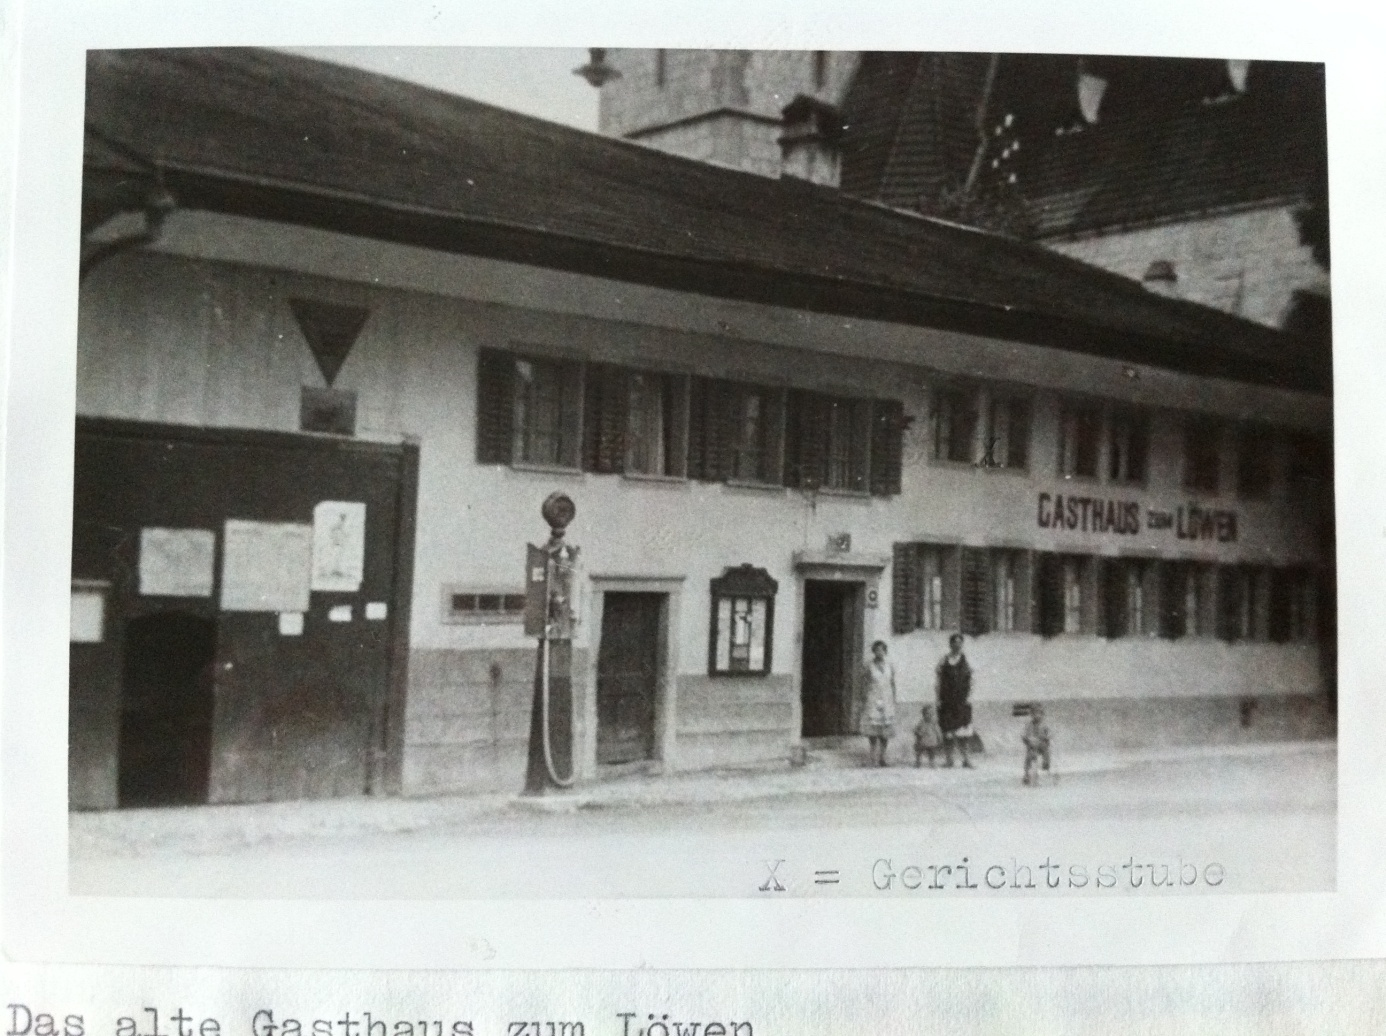 X
GASTHAUS ZUM LÖWEN
X = Gerichtsstube
Das alte Gasthaus zum Löwen